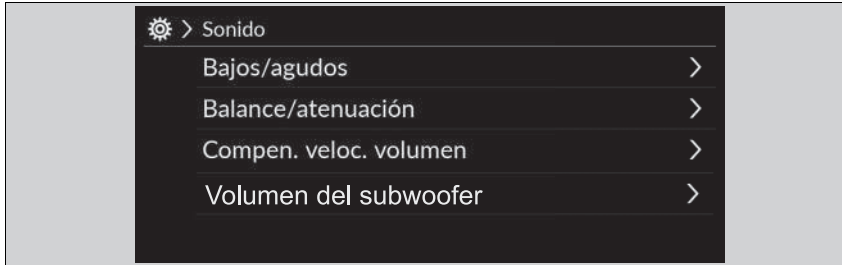 > Sonido
Bajos/agudos >
Balance/atenuación >
Compen. veloc. volumen >
Volumen del subwoofer >